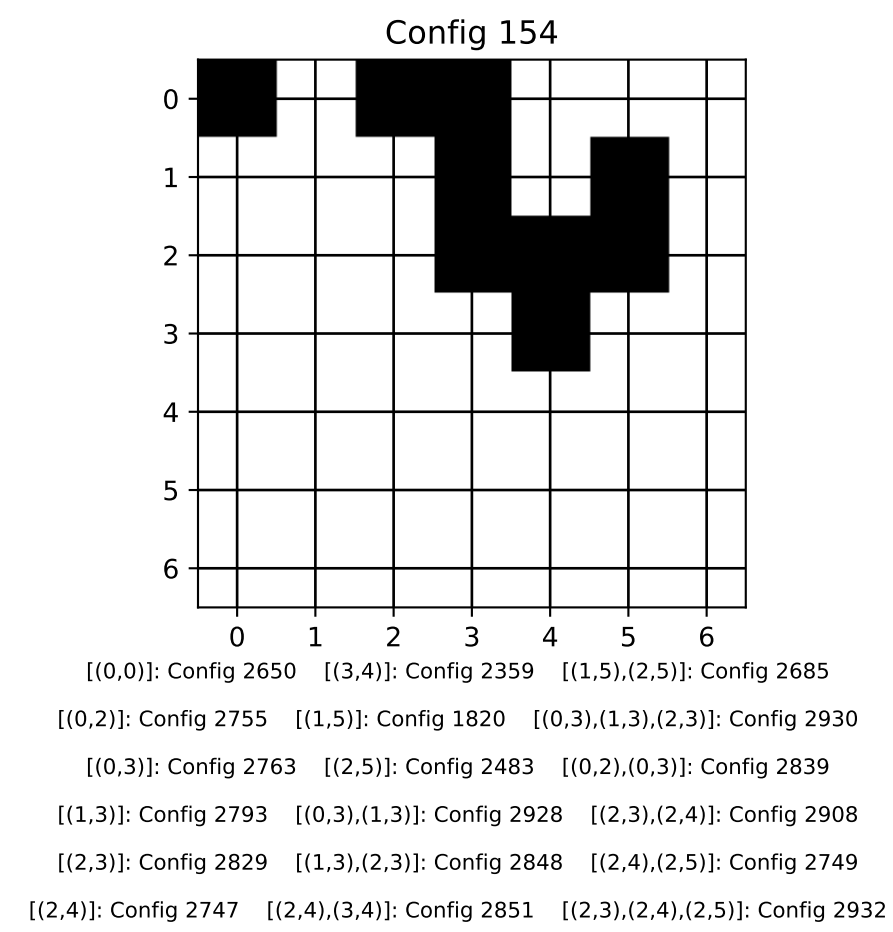 Config 154
0
1
2
3
4
5
6
0 1 2 3 4 5 6
[(0,0)]: Config 2650 [(3,4)]: Config 2359 [(1,5),(2,5)]: Config 2685
[(0,2)]: Config 2755 [(1,5)]: Config 1820 [(0,3),(1,3),(2,3)]: Config 2930
[(0,3)]: Config 2763 [(2,5)]: Config 2483 [(0,2),(0,3)]: Config 2839
[(1,3)]: Config 2793 [(0,3),(1,3)]: Config 2928 [(2,3),(2,4)]: Config 2908
[(2,3)]: Config 2829 [(1,3),(2,3)]: Config 2848 [(2,4),(2,5)]: Config 2749
[(2,4)]: Config 2747 [(2,4),(3,4)]: Config 2851 [(2,3),(2,4),(2,5)]: Config 2932